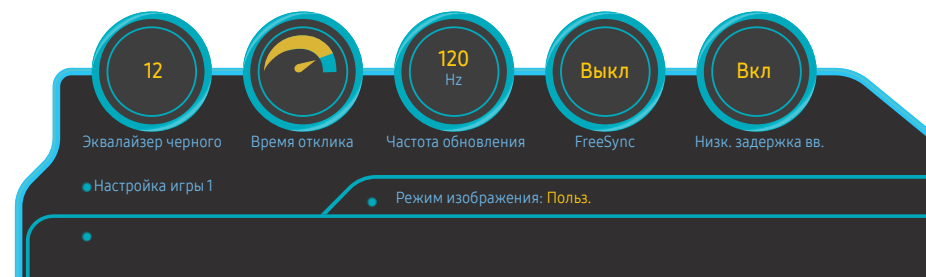 12
120
Hz
Выкл
Вкл
Эквалайзер черного
Время отклика
Частота обновления
FreeSync
Низк. задержка вв.
Настройка игры 1
Режим изображения: Польз.